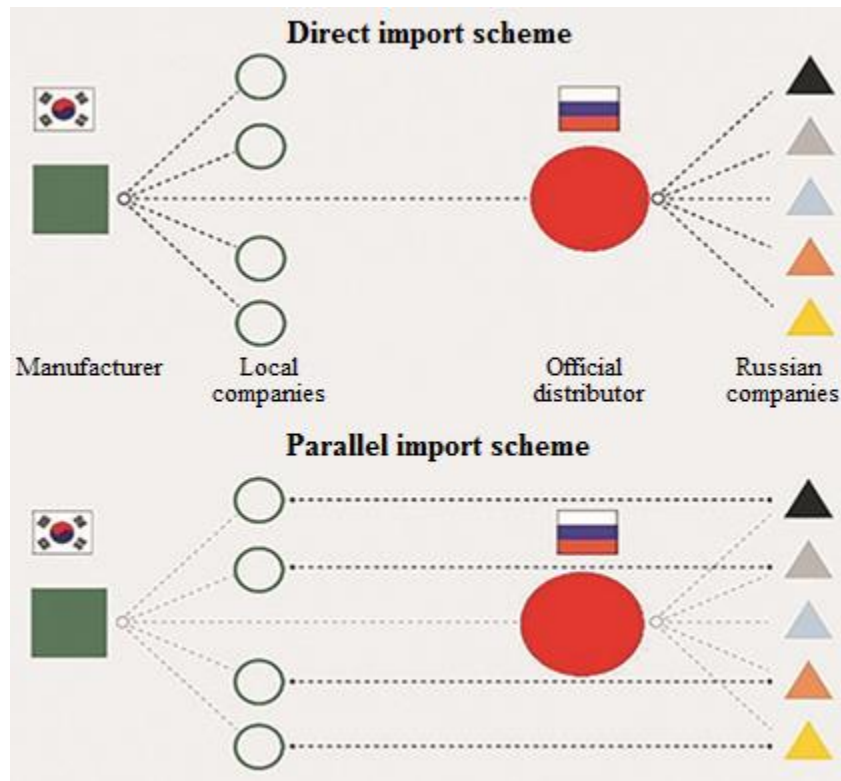 Direct import scheme
Manufacturer
Local
companies
Official
distributor
Russian
companies
Parallel import scheme